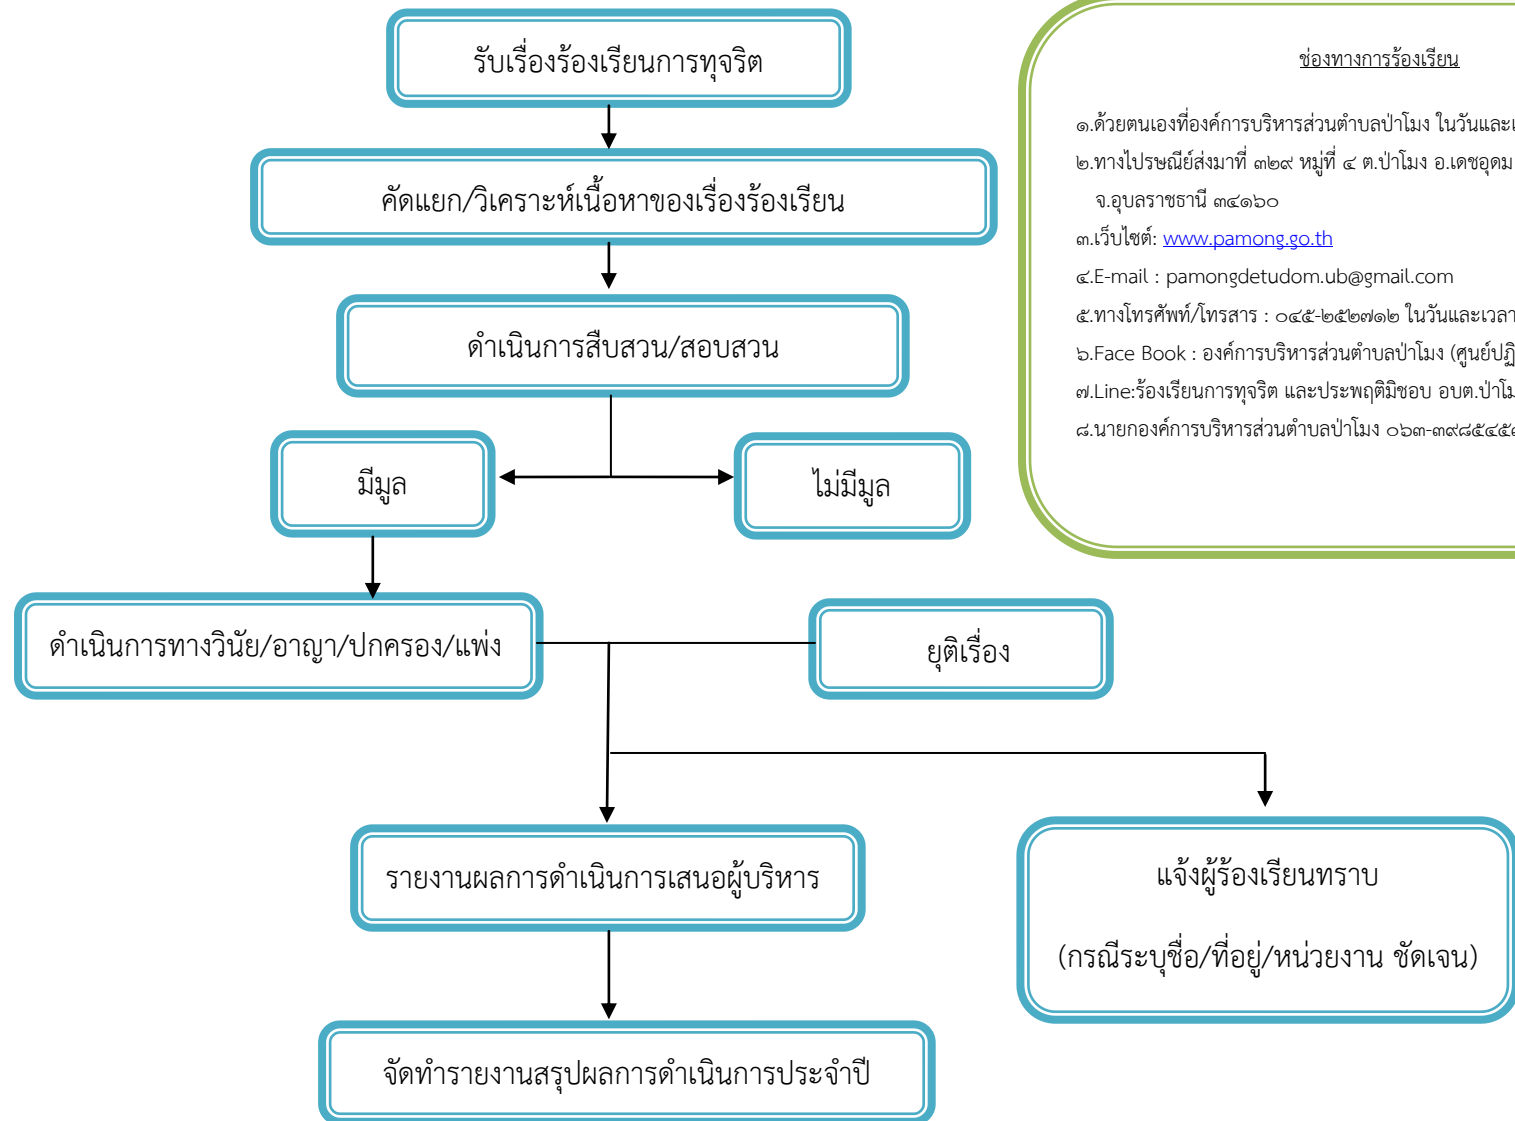 รับเรื่องร้องเรียนการทุจริต
คัดแยก/วิเคราะห์เนื้อหาของเรื่องร้องเรียน
ดำเนินการสืบสวน/สอบสวน
มีมูล
ไม่มีมูล
ดำเนินการทางวินัย/อาญา/ปกครอง/แพ่ง
ยุติเรื่อง
รายงานผลการดำเนินการเสนอผู้บริหาร
แจ้งผู้ร้องเรียนทราบ
(กรณีระบุชื่อ/ที่อยู่/หน่วยงาน ชัดเจน)
จัดทำรายงานสรุปผลการดำเนินการประจำปี
ช่องทางการร้องเรียน
๑.ด้วยตนเองที่องค์การบริหารส่วนตำบลป่าโมง ในวันและ
๒.ทางไปรษณีย์ส่งมาที่ ๓๒๙ หมู่ที่ ๔ ต.ป่าโมง อ.เดชอุดม
จ.อุบลราชธานี ๓๔๑๖๐
๓.เว็บไซต์: www.pamong.go.th
๔.E-mail : pamongdetudom.ub@gmail.com
๕.ทางโทรศัพท์/โทรสาร : ๐๔๕-๒๕๒๗๑๒ ในวันและเวลา
๖.Face Book : องค์การบริหารส่วนตำบลป่าโมง (ศูนย์ปฏิ
๗.Line:ร้องเรียนการทุจริต และประพฤติมิชอบ อบต.ป่าโม
๘.นายกองค์การบริหารส่วนตำบลป่าโมง ๐๖๓-๓๙๘๕๔๕